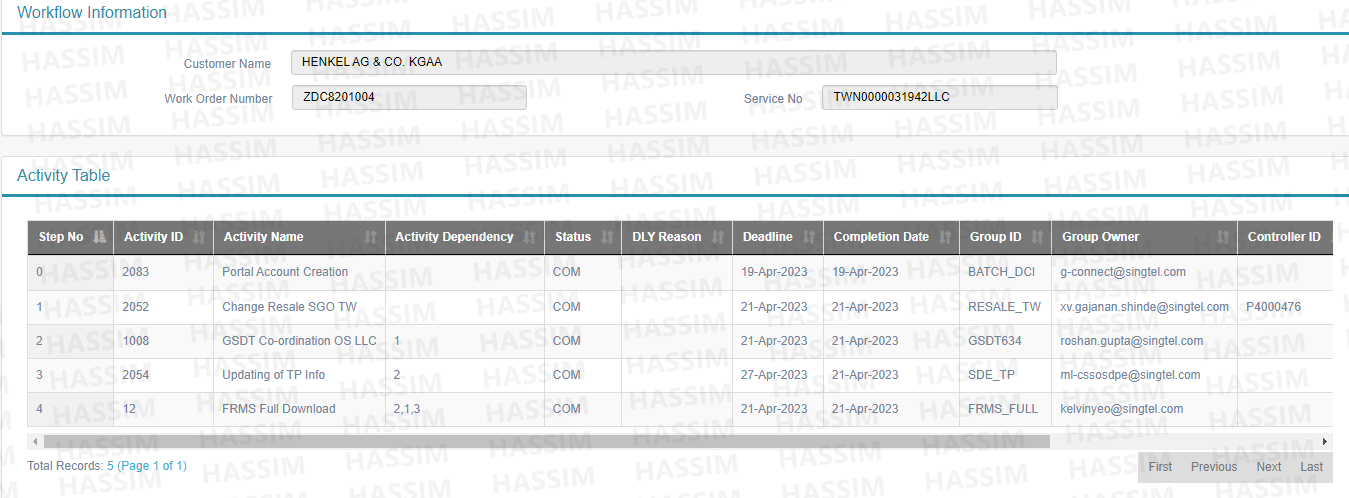 Workflow Information
Customer Name HENKEL AG & CO. KGAA
Work Order Number ZDC8201004 Service No TWN0000031942LLC
Activity Table
Step No Activity ID Activity Name Activity Dependency Status DLY Reason Deadline Completion Date Group ID Group Owner Controller ID
0 2083 Portal Account Creation COM 19-Apr-2023 19-Apr-2023 BATCH_DCI g-connect@singtel.com
1 2052 Change Resale SGO TW COM 21-Apr-2023 21-Apr-2023 RESALE_TW xv.gajanan.shinde@singtel.com P4000476
2 1008 GSDT Co-ordination OS LLC 1 COM 21-Apr-2023 21-Apr-2023 GSDT634 roshan.gupta@singtel.com
3 2054 Updating of TP Info 2 COM 27-Apr-2023 21-Apr-2023 SDE_TP ml-cssosdpe@singtel.com
4 12 FRMS Full Download 2,1,3 COM 21-Apr-2023 21-Apr-2023 FRMS_FULL kelvinyeo@singtel.com
Total Records: 5 (Page 1 of 1) First Previous Next Last
HASSIM